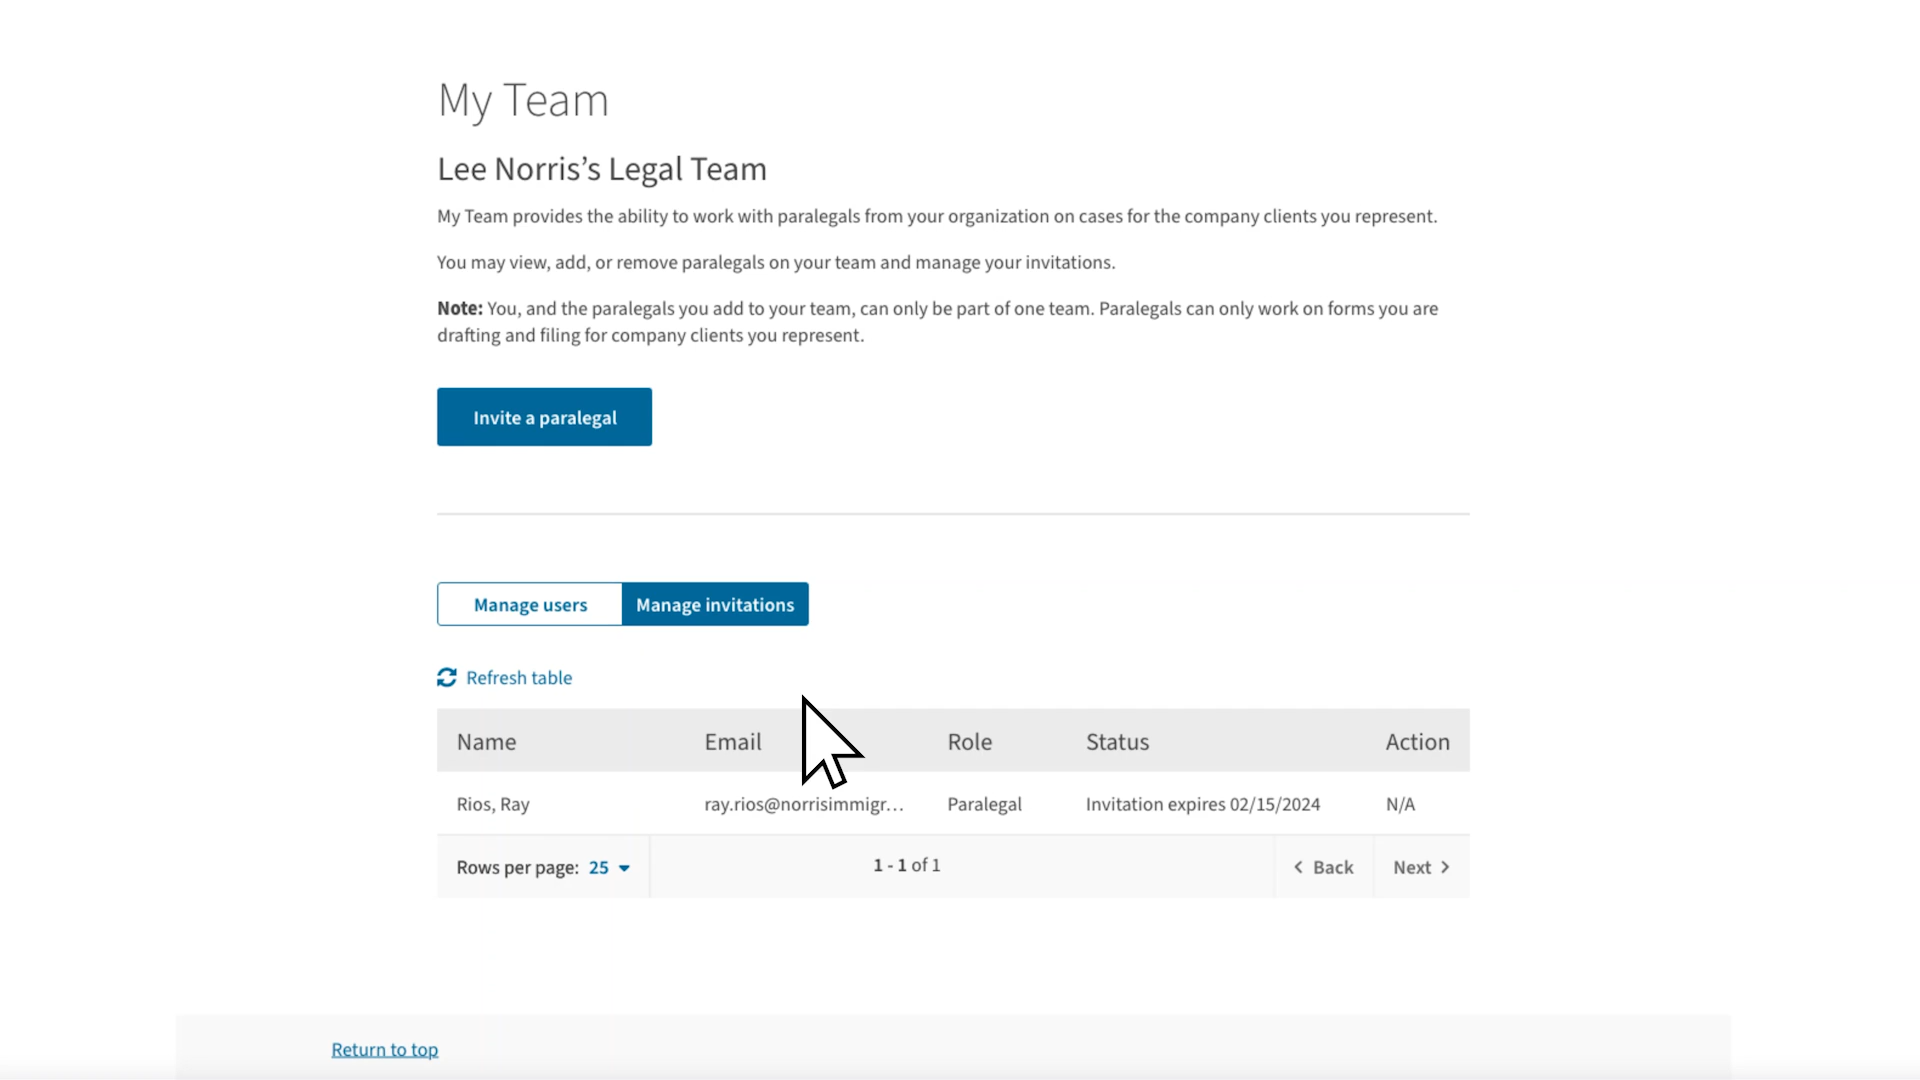 My Team
Lee Norris’s Legal Team
My Team provides the ability to work with paralegals from your organization on cases for the company clients you represent.
You may view, add, or remove paralegals on your team and manage your invitations.
Note: You, and the paralegals you add to your team, can only be part of one team. Paralegals can only work on forms you are
drafting and filing for company clients you represent.
Invite a paralegal
Manage users Manage invitations
Refresh table
Name Email Role Status Action
Rios, Ray ray.rios@norrisimmigr... Paralegal Invitation expires 02/15/2024 N/A
Rows per page: 25 1 - 1 of 1 Back Next
Return to top